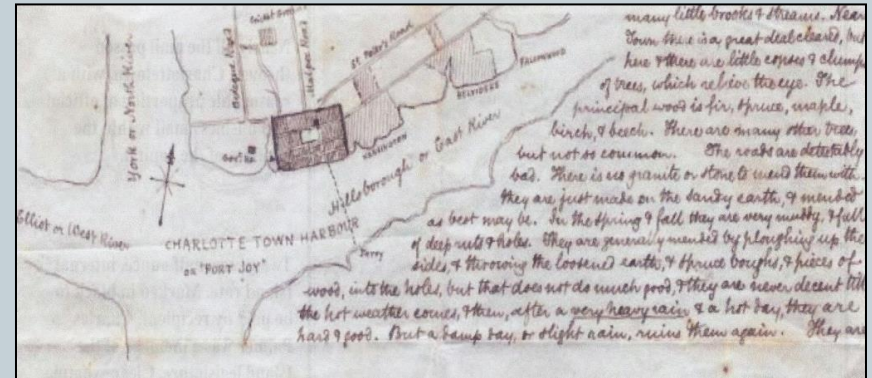 many little brooks & streams. Near
Town there is a great deal cleared, but
here & there are little copses & clumps
of trees, which relieve the eye. The
principal wood is fir, spruce, maple,
birch, & beech. There are many other trees,
but not so common. The roads are detestably
bad. There is no granite or stone to mend them with.
they are just made on the sandy earth, & mended
as best may be. In the spring & fall they are very muddy, & full
of deep ruts & holes. They are generally mended by ploughing up the
sides, & throwing the loosened earth, & spruce boughs, & pieces of
wood, into the holes, but that does not do much good, & they are never decent till
the hot weather comes, & then, after a very heavy rain & a hot day, they are
hard & good. But a damp day, or slight rain, ruins them again. They are
York or North River
Malpas Road
St Peters Road
Falconwood
Belvidere
Warrington
Govt. Ho.
Hillsborough or East River
Elliot or West River
CHARLOTTE TOWN HARBOUR
or "PORT JOY"
Ferry